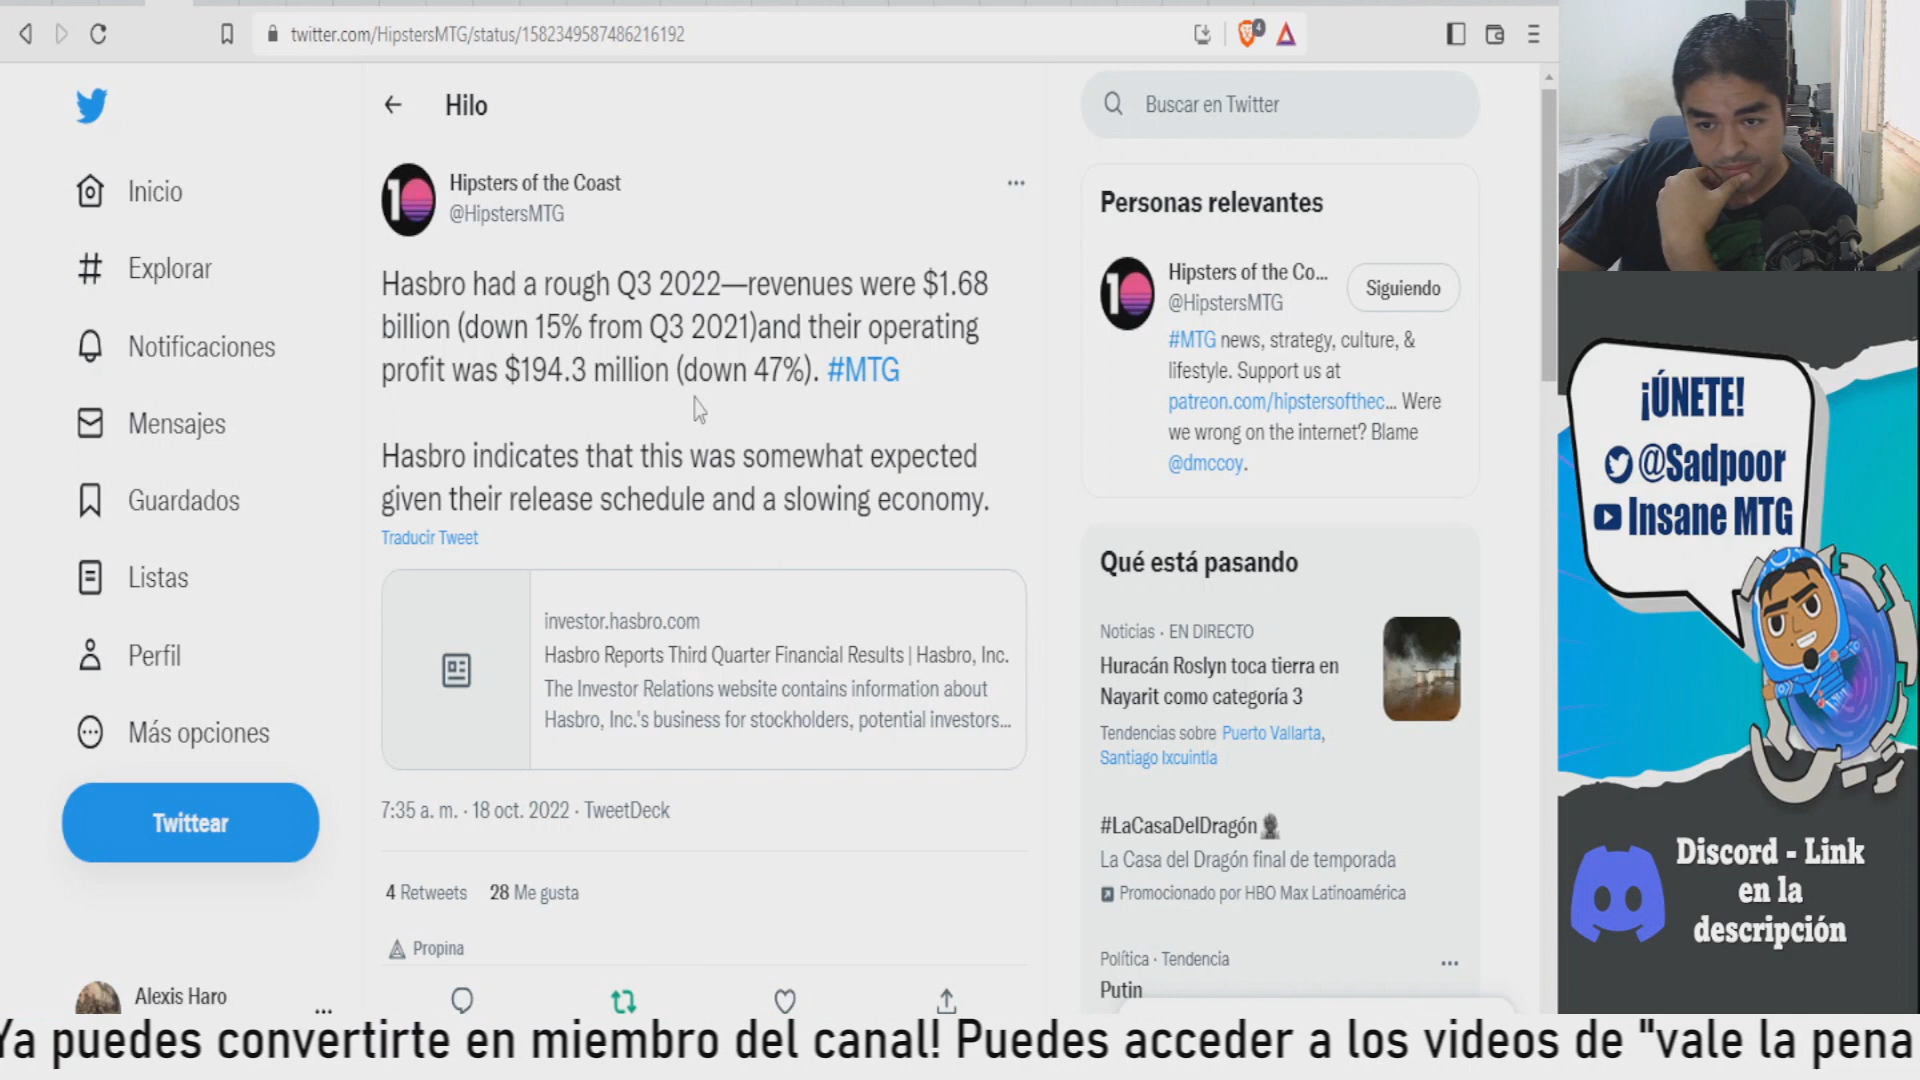 twitter.com/HipstersMTG/status/1582349587486216192
4
Hilo
Buscar en Twitter
Inicio
Explorar
Notificaciones
Mensajes
Guardados
Listas
Perfil
Más opciones
Twittear
Alexis Haro
10
Hipsters of the Coast
@HipstersMTG
Hasbro had a rough Q3 2022—revenues were $1.68
billion (down 15% from Q3 2021)and their operating
profit was $194.3 million (down 47%). #MTG
Hasbro indicates that this was somewhat expected
given their release schedule and a slowing economy.
Traducir Tweet
investor.hasbro.com
Hasbro Reports Third Quarter Financial Results | Hasbro, Inc.
The Investor Relations website contains information about
Hasbro, Inc.'s business for stockholders, potential investors...
7:35 a. m. · 18 oct. 2022 · TweetDeck
4 Retweets 28 Me gusta
Propina
Personas relevantes
10
Hipsters of the Co...
@HipstersMTG
Siguiendo
#MTG news, strategy, culture, &
lifestyle. Support us at
patreon.com/hipstersofthec... Were
we wrong on the internet? Blame
@dmccoy.
Qué está pasando
Noticias · EN DIRECTO
Huracán Roslyn toca tierra en
Nayarit como categoría 3
Tendencias sobre Puerto Vallarta,
Santiago Ixcuintla
#LaCasaDelDragón
La Casa del Dragón final de temporada
Promocionado por HBO Max Latinoamérica
Política · Tendencia
Putin
¡ÚNETE!
@Sadpoor
Insane MTG
Discord - Link
en la
descripción
Ya puedes convertirte en miembro del canal! Puedes acceder a los videos de "vale la pena